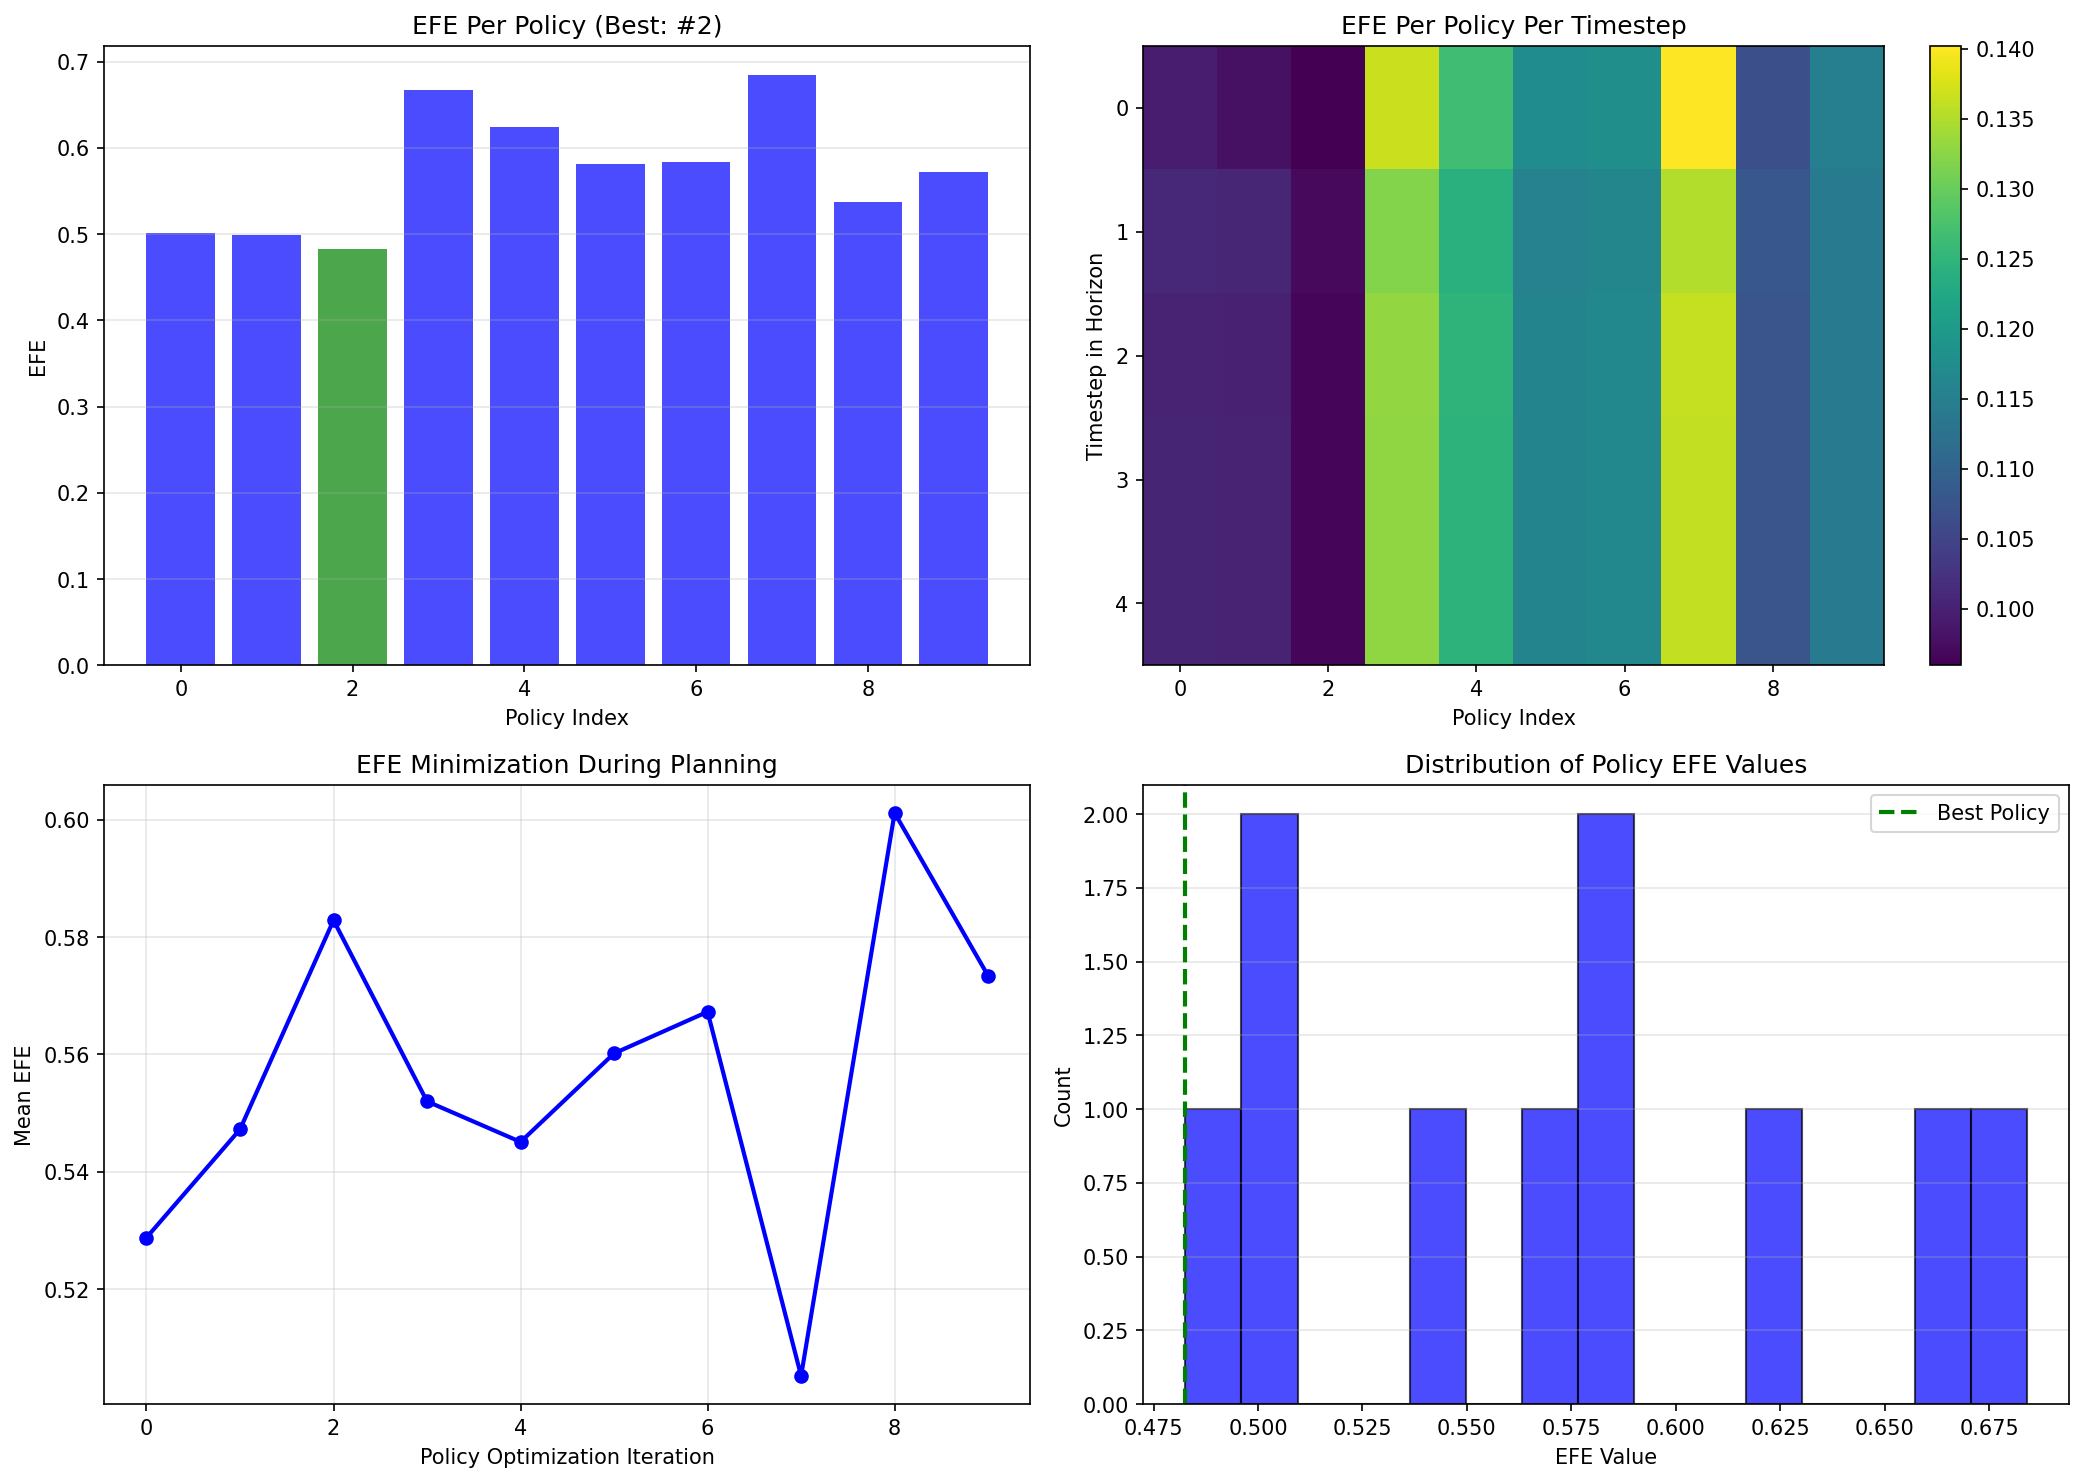 EFE Per Policy (Best: #2)
0.7
0.6
0.5
0.4
0.3
0.2
0.1
0.0
EFE
0 2 4 6 8
Policy Index
EFE Per Policy Per Timestep
0
1
2
3
4
Timestep in Horizon
0 2 4 6 8
Policy Index
0.140
0.135
0.130
0.125
0.120
0.115
0.110
0.105
0.100
EFE Minimization During Planning
0.60
0.58
0.56
0.54
0.52
Mean EFE
0 2 4 6 8
Policy Optimization Iteration
Distribution of Policy EFE Values
Best Policy
2.00
1.75
1.50
1.25
1.00
0.75
0.50
0.25
0.00
Count
0.475 0.500 0.525 0.550 0.575 0.600 0.625 0.650 0.675
EFE Value